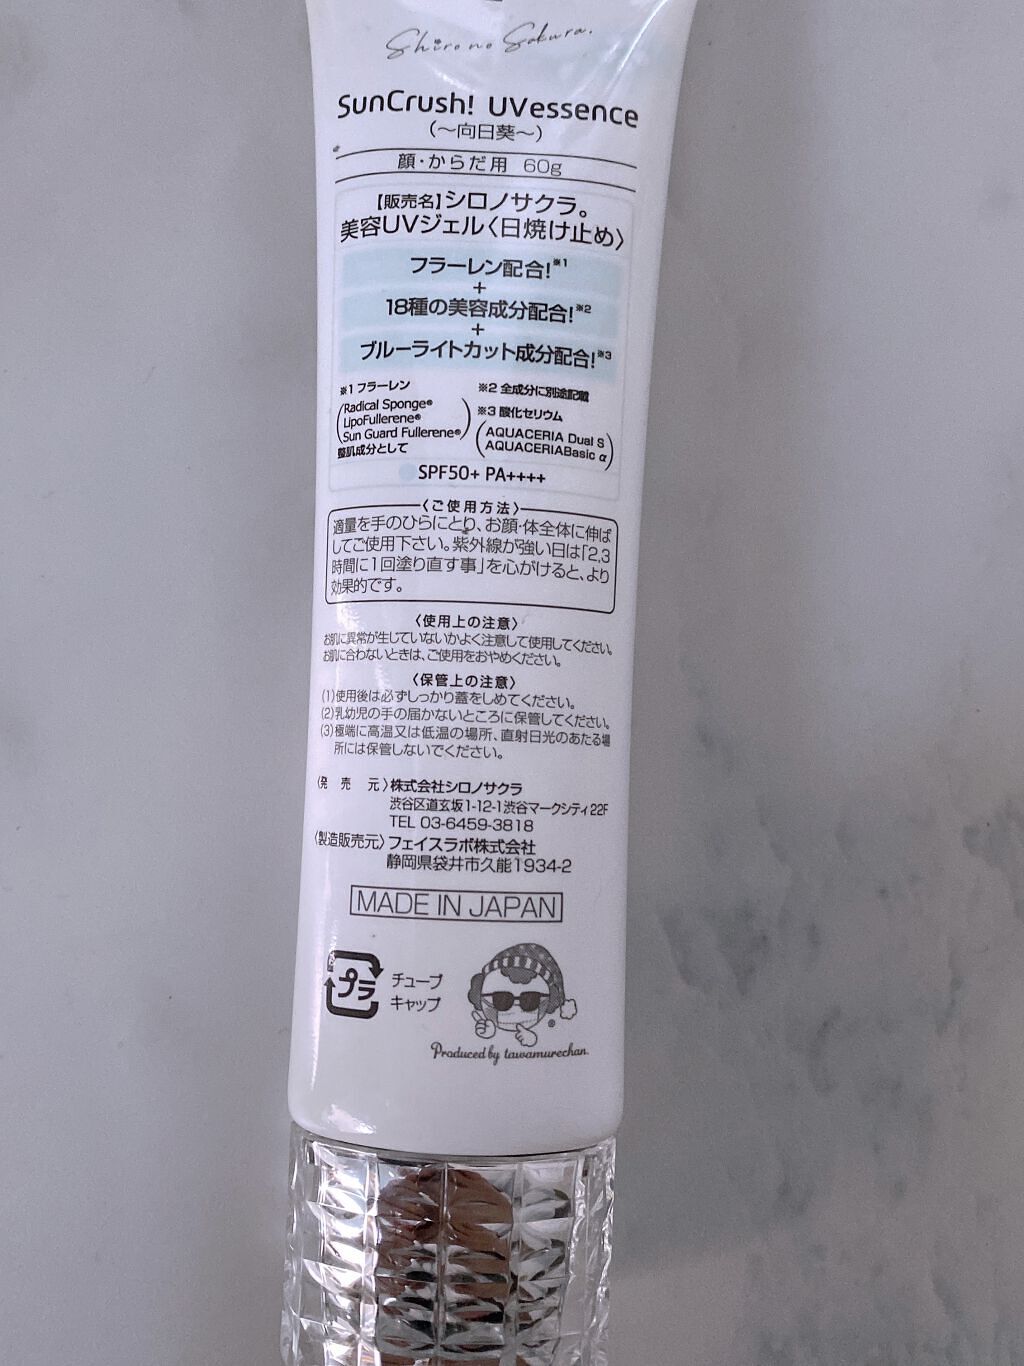 Shirono Sakura.
SunCrush! UVessence
(〜向日葵〜)
顔・からだ用 60g
【販売名】シロノサクラ。
美容UVジェル〈日焼け止め〉
フラーレン配合!※1
+
18種の美容成分配合!※2
+
ブルーライトカット成分配合!※3
※1 フラーレン
Radical Sponge®
LipoFullerene®
Sun Guard Fullerene®
整肌成分として
※2 全成分に別途記載
※3 酸化セリウム
AQUACERIA Dual S
AQUACERIABasic α
SPF50+ PA++++
〈ご使用方法〉
適量を手のひらにとり、お顔・体全体に伸ば
してご使用下さい。紫外線が強い日は「2,3
時間に1回塗り直す事」を心がけると、より
効果的です。
〈使用上の注意〉
お肌に異常が生じていないかよく注意して使用してください。
お肌に合わないときは、ご使用をおやめください。
〈保管上の注意〉
(1)使用後は必ずしっかり蓋をしめてください。
(2)乳幼児の手の届かないところに保管してください。
(3)極端に高温又は低温の場所、直射日光のあたる場
所には保管しないでください。
〈発 売 元〉株式会社シロノサクラ
渋谷区道玄坂1-12-1渋谷マークシティ22F
TEL 03-6459-3818
〈製造販売元〉フェイスラボ株式会社
静岡県袋井市久能1934-2
MADE IN JAPAN
プラ
チューブ
キャップ
®
Produced by tawamurechan.